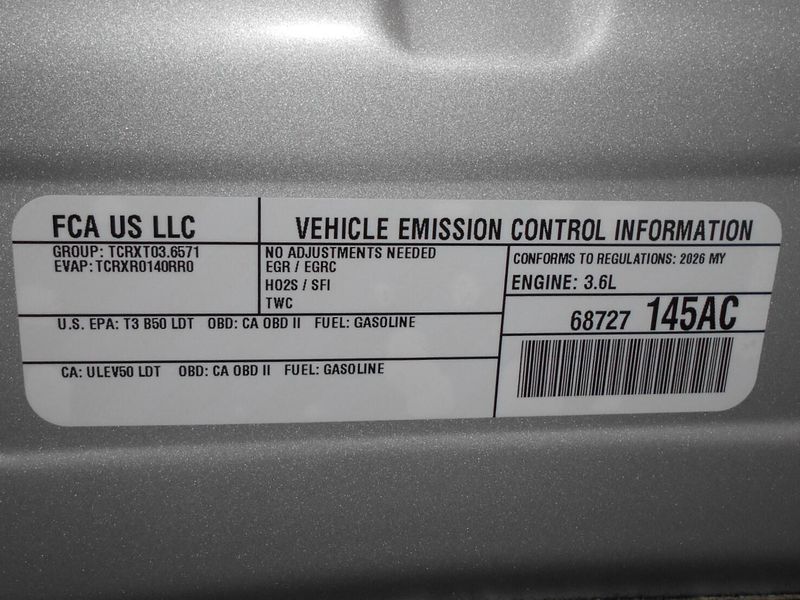 FCA US LLC
VEHICLE EMISSION CONTROL INFORMATION
GROUP: TCRXT03.6571
EVAP: TCRXR0140RR0
NO ADJUSTMENTS NEEDED
EGR / EGRC
HO2S / SFI
TWC
CONFORMS TO REGULATIONS: 2026 MY
ENGINE: 3.6L
U.S. EPA: T3 B50 LDT OBD: CA OBD II FUEL: GASOLINE
68727 145AC
CA: ULEV50 LDT OBD: CA OBD II FUEL: GASOLINE